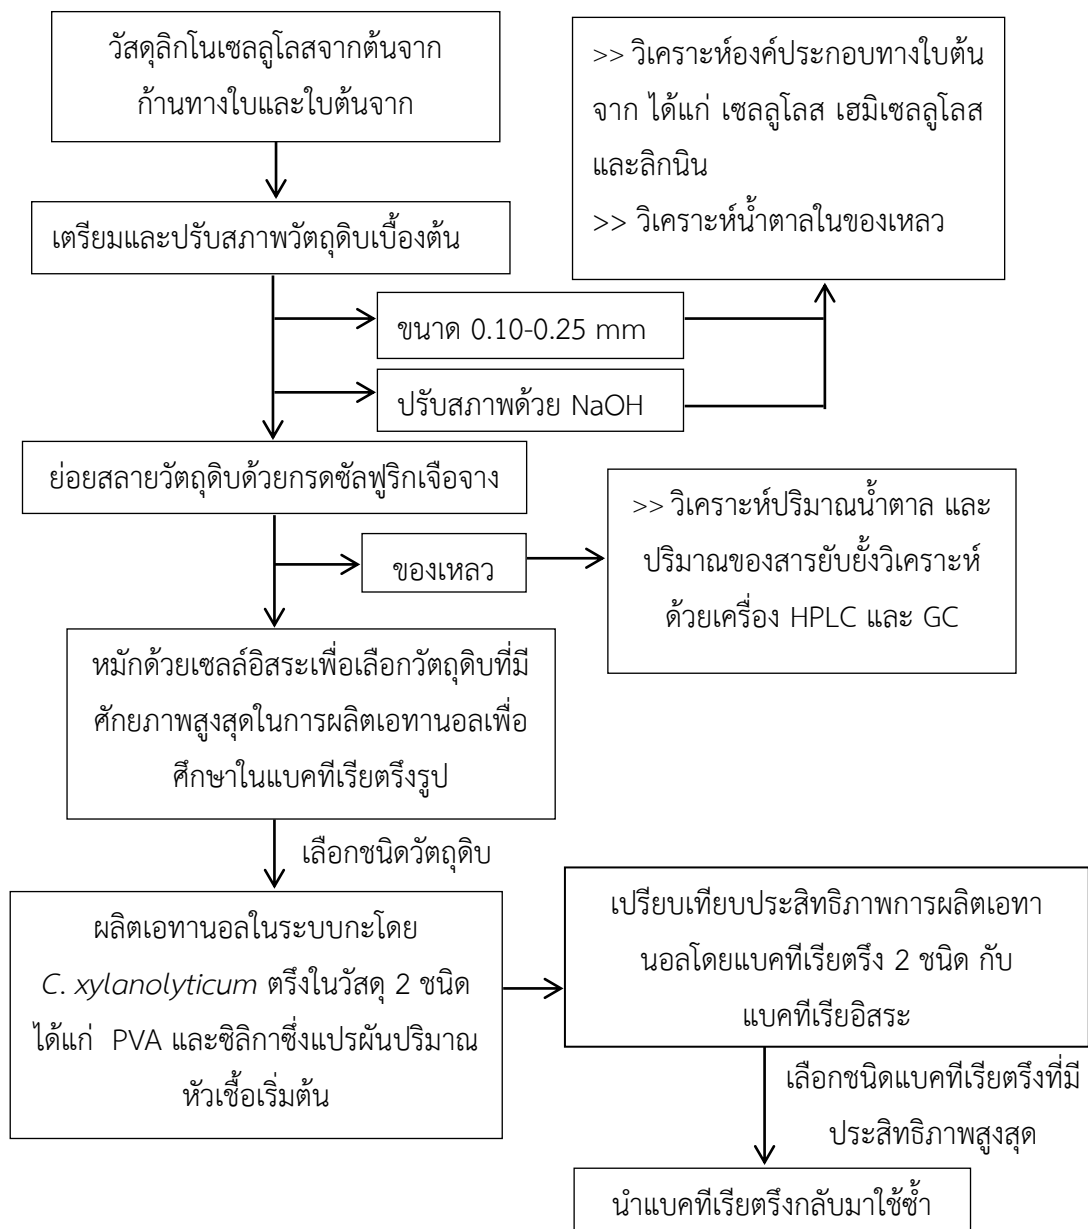 วัสดุลิกโนเซลลูโลสจากต้นจาก
ก้านทางใบและใบต้นจาก
>> วิเคราะห์องค์ประกอบทางใบต้น
จาก ได้แก่ เซลลูโลส เฮมิเซลลูโลส
และลิกนิน
>> วิเคราะห์น้ำตาลในของเหลว
เตรียมและปรับสภาพวัตถุดิบเบื้องต้น
ขนาด 0.10-0.25 mm
ปรับสภาพด้วย NaOH
ย่อยสลายวัตถุดิบด้วยกรดซัลฟูริกเจือจาง
ของเหลว
>> วิเคราะห์ปริมาณน้ำตาล และ
ปริมาณของสารยับยั้งวิเคราะห์
ด้วยเครื่อง HPLC และ GC
หมักด้วยเซลล์อิสระเพื่อเลือกวัตถุดิบที่มี
ศักยภาพสูงสุดในการผลิตเอทานอลเพื่อ
ศึกษาในแบคทีเรียตรึงรูป
เลือกชนิดวัตถุดิบ
ผลิตเอทานอลในระบบกะโดย
C. xylanolyticum ตรึงในวัสดุ 2 ชนิด
ได้แก่ PVA และซิลิกาซึ่งแปรผันปริมาณ
หัวเชื้อเริ่มต้น
เปรียบเทียบประสิทธิภาพการผลิตเอทา
นอลโดยแบคทีเรียตรึง 2 ชนิด กับ
แบคทีเรียอิสระ
เลือกชนิดแบคทีเรียตรึงที่มี
ประสิทธิภาพสูงสุด
นำแบคทีเรียตรึงกลับมาใช้ซ้ำ